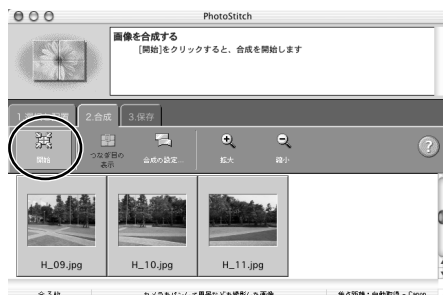 PhotoStitch
画像を合成する
[開始]をクリックすると、合成を開始します
2.合成
3.保存
開始
つなぎ目の
表示
合成の設定...
拡大
縮小
?
H_09.jpg
H_10.jpg
H_11.jpg